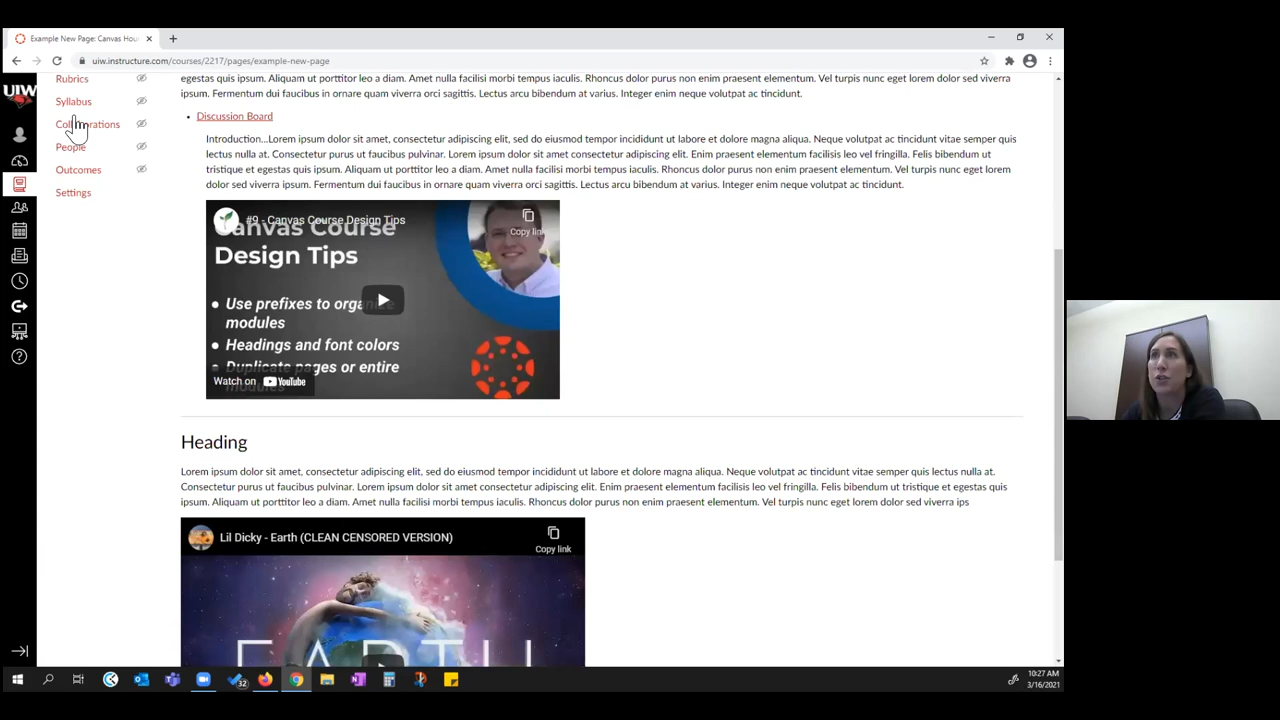 Example New Page: Canvas Hou
uiw.instructure.com/courses/2217/pages/example-new-page
UIW
Rubrics
Syllabus
Collaborations
People
Outcomes
Settings
egestas quis ipsum. Aliquam ut porttitor leo a diam. Amet nulla facilisi morbi tempus iaculis. Rhoncus dolor purus non enim praesent elementum. Vel turpis nunc eget lorem dolor sed viverra
ipsum. Fermentum dui faucibus in ornare quam viverra orci sagittis. Lectus arcu bibendum at varius. Integer enim neque volutpat ac tincidunt.
Discussion Board
Introduction...Lorem ipsum dolor sit amet, consectetur adipiscing elit, sed do eiusmod tempor incididunt ut labore et dolore magna aliqua. Neque volutpat ac tincidunt vitae semper quis
lectus nulla at. Consectetur purus ut faucibus pulvinar. Lorem ipsum dolor sit amet consectetur adipiscing elit. Enim praesent elementum facilisis leo vel fringilla. Felis bibendum ut
tristique et egestas quis ipsum. Aliquam ut porttitor leo a diam. Amet nulla facilisi morbi tempus iaculis. Rhoncus dolor purus non enim praesent elementum. Vel turpis nunc eget lorem
dolor sed viverra ipsum. Fermentum dui faucibus in ornare quam viverra orci sagittis. Lectus arcu bibendum at varius. Integer enim neque volutpat ac tincidunt.
#9 - Canvas Course Design Tips
Copy link
Canvas Course
Design Tips
Use prefixes to organize
modules
Headings and font colors
Duplicate pages or entire
modules
Watch on YouTube
Heading
Lorem ipsum dolor sit amet, consectetur adipiscing elit, sed do eiusmod tempor incididunt ut labore et dolore magna aliqua. Neque volutpat ac tincidunt vitae semper quis lectus nulla at.
Consectetur purus ut faucibus pulvinar. Lorem ipsum dolor sit amet consectetur adipiscing elit. Enim praesent elementum facilisis leo vel fringilla. Felis bibendum ut tristique et egestas quis
ipsum. Aliquam ut porttitor leo a diam. Amet nulla facilisi morbi tempus iaculis. Rhoncus dolor purus non enim praesent elementum. Vel turpis nunc eget lorem dolor sed viverra ips
Lil Dicky - Earth (CLEAN CENSORED VERSION)
Copy link
EARTH
32
10:27 AM
3/16/2021